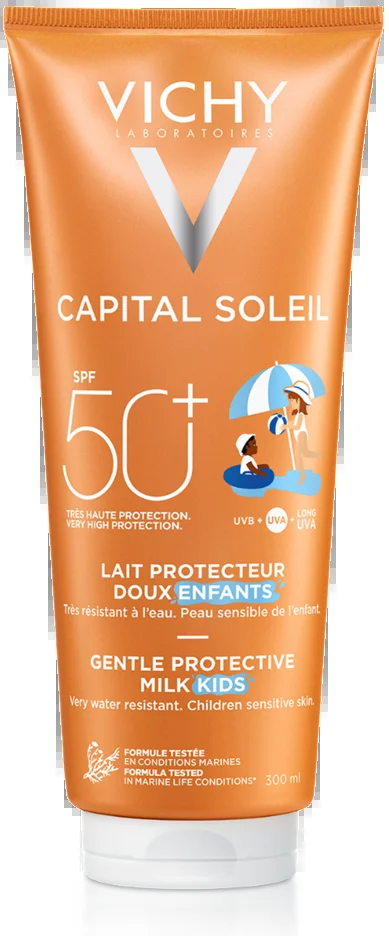 VICHY
LABORATOIRES
CAPITAL SOLEIL
SPF
50+
TRÈS HAUTE PROTECTION.
VERY HIGH PROTECTION.
UVB + UVA + LONG UVA
LAIT PROTECTEUR
DOUX ENFANTS
Très résistant à l'eau. Peau sensible de l'enfant.
GENTLE PROTECTIVE
MILK KIDS
Very water resistant. Children sensitive skin.
FORMULE TESTÉE
EN CONDITIONS MARINES
FORMULA TESTED
IN MARINE LIFE CONDITIONS*
300 ml